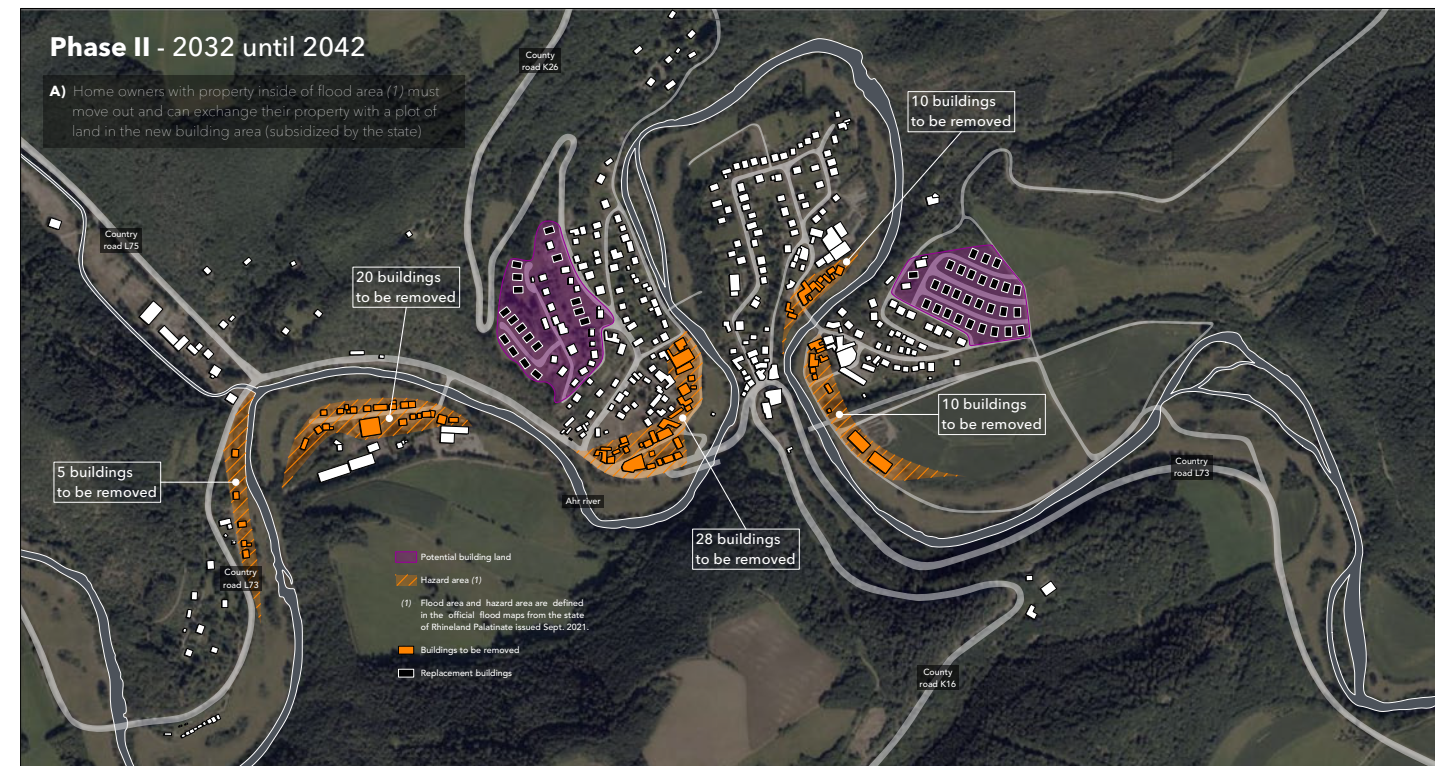 Phase II - 2032 until 2042
A) Home owners with property inside of flood area (1) must
move out and can exchange their property with a plot of
land in the new building area (subsidized by the state)
County
road K26
10 buildings
to be removed
Country
road L75
20 buildings
to be removed
10 buildings
to be removed
5 buildings
to be removed
Country
road L73
Ahr river
28 buildings
to be removed
Country
road L73
County
road K16
Potential building land
Hazard area (1)
(1) Flood area and hazard area are defined
in the official flood maps from the state
of Rhineland Palatinate issued Sept. 2021.
Buildings to be removed
Replacement buildings